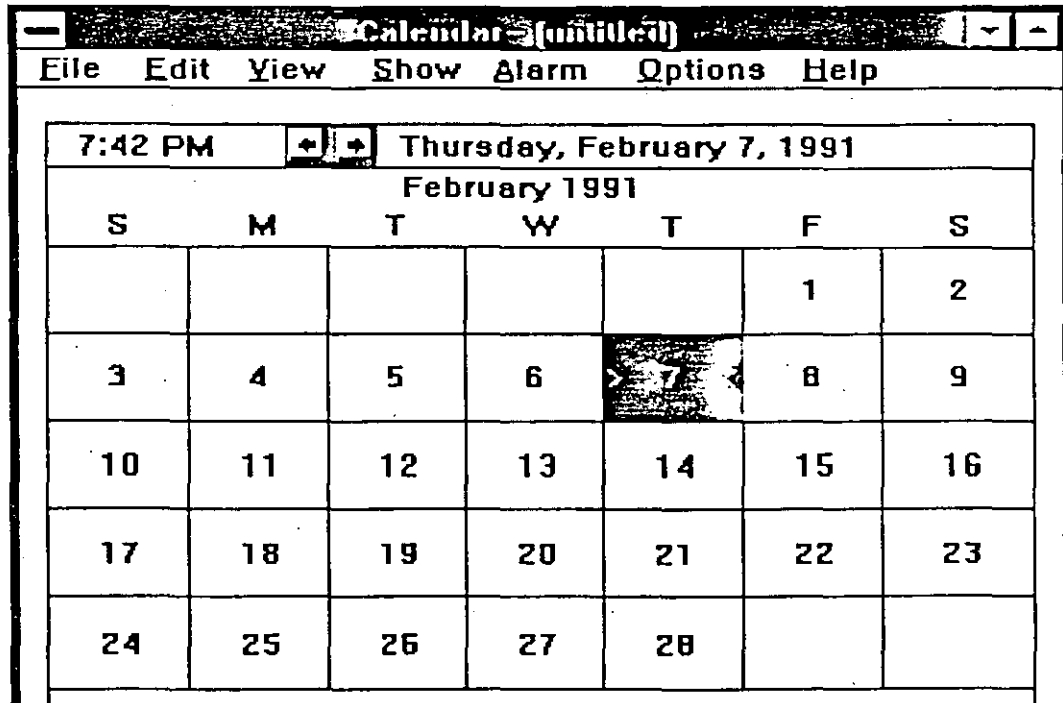 Calendar - (untitled)
File Edit View Show Alarm Options Help
7:42 PM Thursday, February 7, 1991
February 1991
S M T W T F S
1 2
3 4 5 6 > 7 < 8 9
10 11 12 13 14 15 16
17 18 19 20 21 22 23
24 25 26 27 28